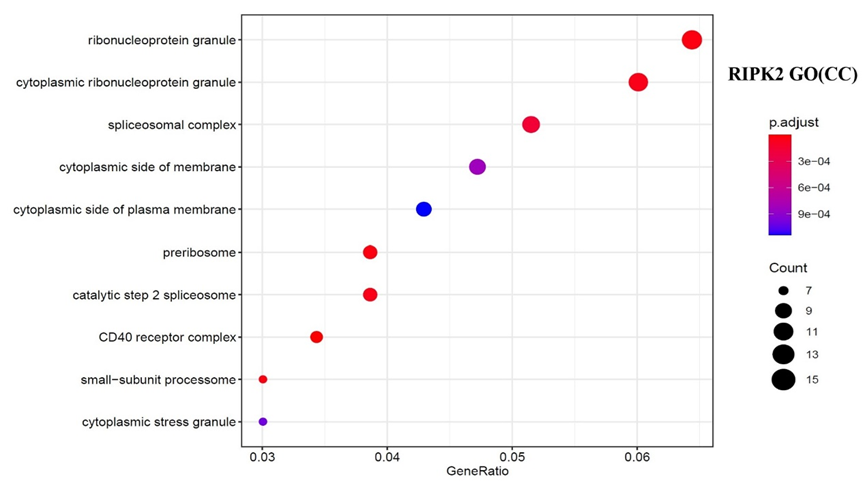 ribonucleoprotein granule
cytoplasmic ribonucleoprotein granule
spliceosomal complex
cytoplasmic side of membrane
cytoplasmic side of plasma membrane
preribosome
catalytic step 2 spliceosome
CD40 receptor complex
small−subunit processome
cytoplasmic stress granule
0.03 0.04 0.05 0.06
GeneRatio
RIPK2 GO(CC)
p.adjust
3e−04
6e−04
9e−04
Count
7
9
11
13
15